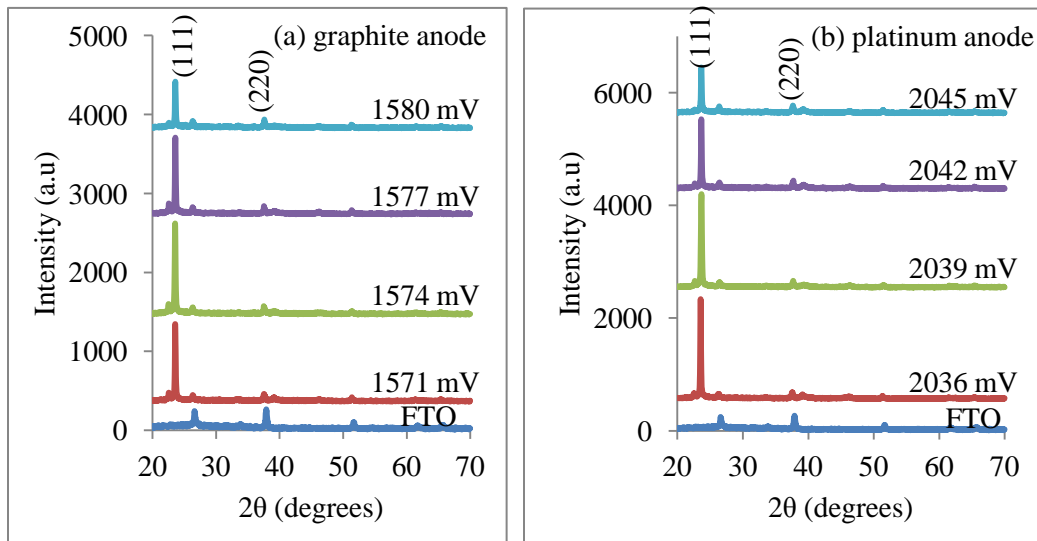 (a) graphite anode
5000
4000
3000
2000
1000
0
Intensity (a.u)
(111)
(220)
1580 mV
1577 mV
1574 mV
1571 mV
FTO
20 30 40 50 60 70
2θ (degrees)
(b) platinum anode
6000
4000
2000
0
Intensity (a.u)
(111)
(220)
2045 mV
2042 mV
2039 mV
2036 mV
FTO
20 30 40 50 60 70
2θ (degrees)